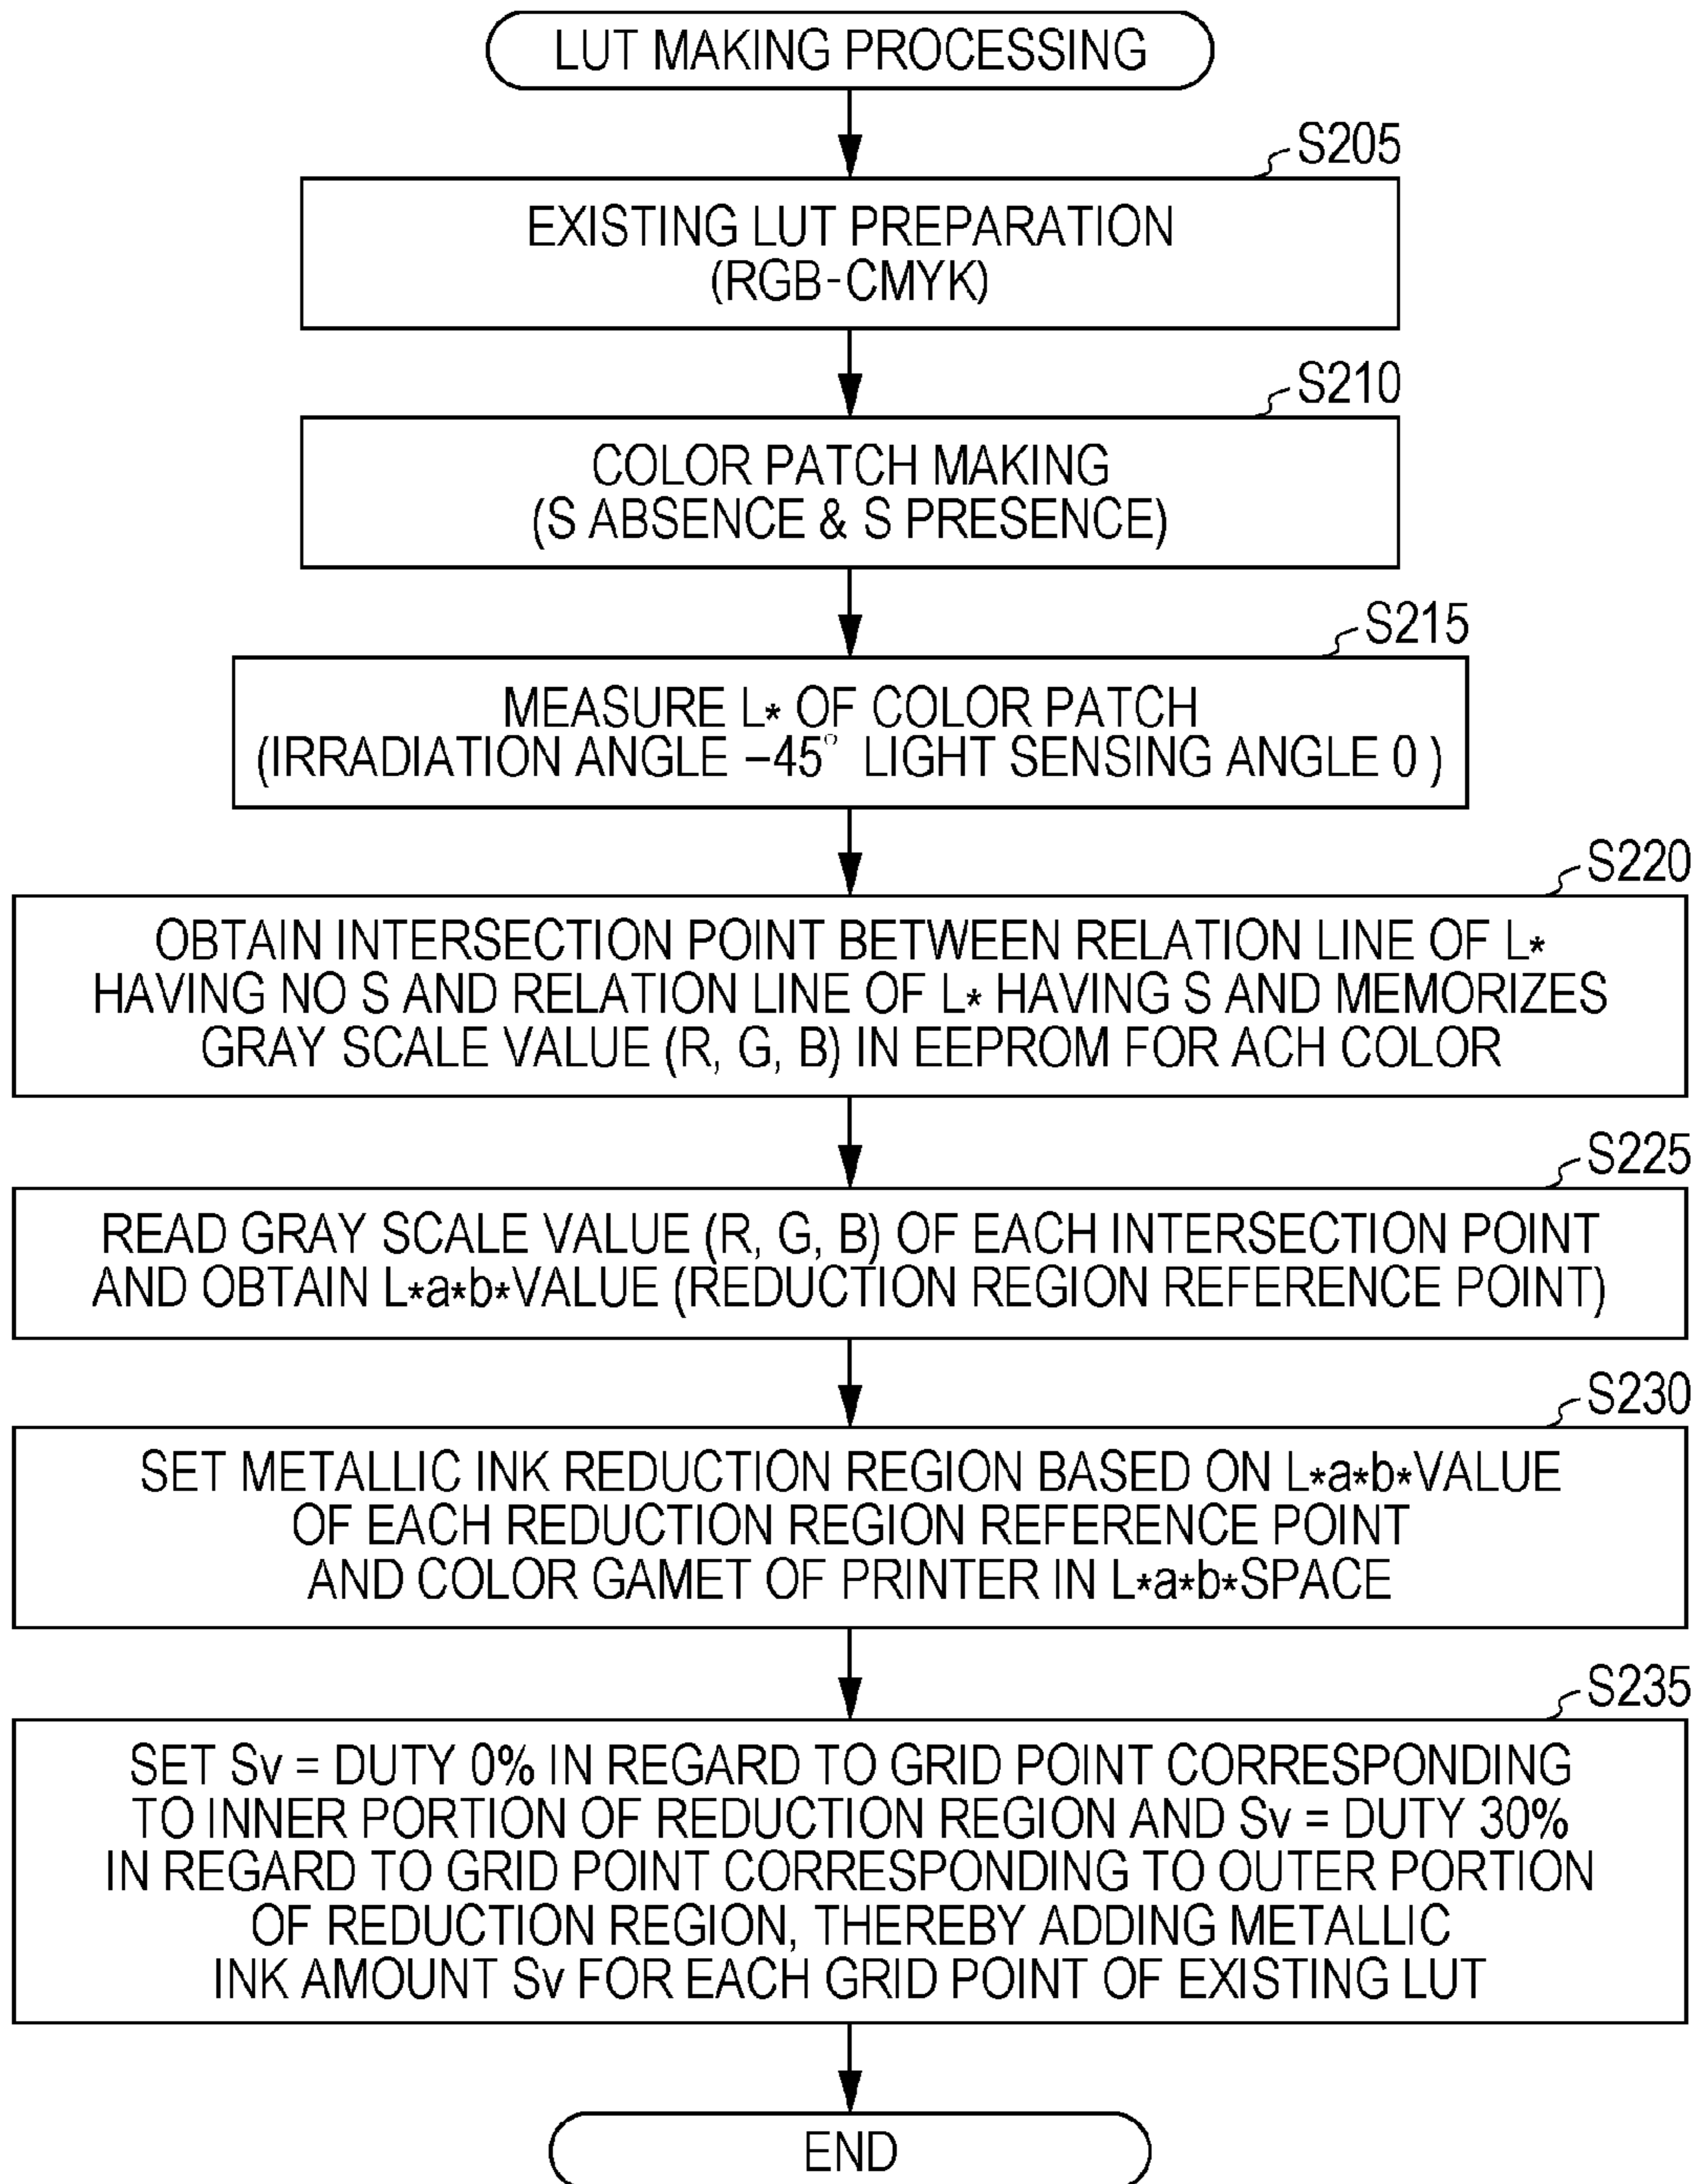 LUT MAKING PROCESSING
S205
EXISTING LUT PREPARATION
(RGB-CMYK)
S210
COLOR PATCH MAKING
(S ABSENCE & S PRESENCE)
S215
MEASURE L* OF COLOR PATCH
(IRRADIATION ANGLE –45° LIGHT SENSING ANGLE 0 )
S220
OBTAIN INTERSECTION POINT BETWEEN RELATION LINE OF L*
HAVING NO S AND RELATION LINE OF L* HAVING S AND MEMORIZES
GRAY SCALE VALUE (R, G, B) IN EEPROM FOR ACH COLOR
S225
READ GRAY SCALE VALUE (R, G, B) OF EACH INTERSECTION POINT
AND OBTAIN L*a*b*VALUE (REDUCTION REGION REFERENCE POINT)
S230
SET METALLIC INK REDUCTION REGION BASED ON L*a*b*VALUE
OF EACH REDUCTION REGION REFERENCE POINT
AND COLOR GAMET OF PRINTER IN L*a*b*SPACE
S235
SET Sv = DUTY 0% IN REGARD TO GRID POINT CORRESPONDING
TO INNER PORTION OF REDUCTION REGION AND Sv = DUTY 30%
IN REGARD TO GRID POINT CORRESPONDING TO OUTER PORTION
OF REDUCTION REGION, THEREBY ADDING METALLIC
INK AMOUNT Sv FOR EACH GRID POINT OF EXISTING LUT
END